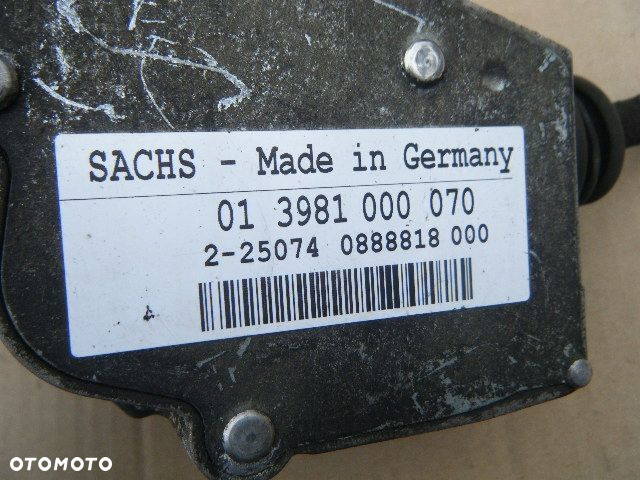 SACHS - Made in Germany
01 3981 000 070
2-25074 0888818 000
OTOMOTO